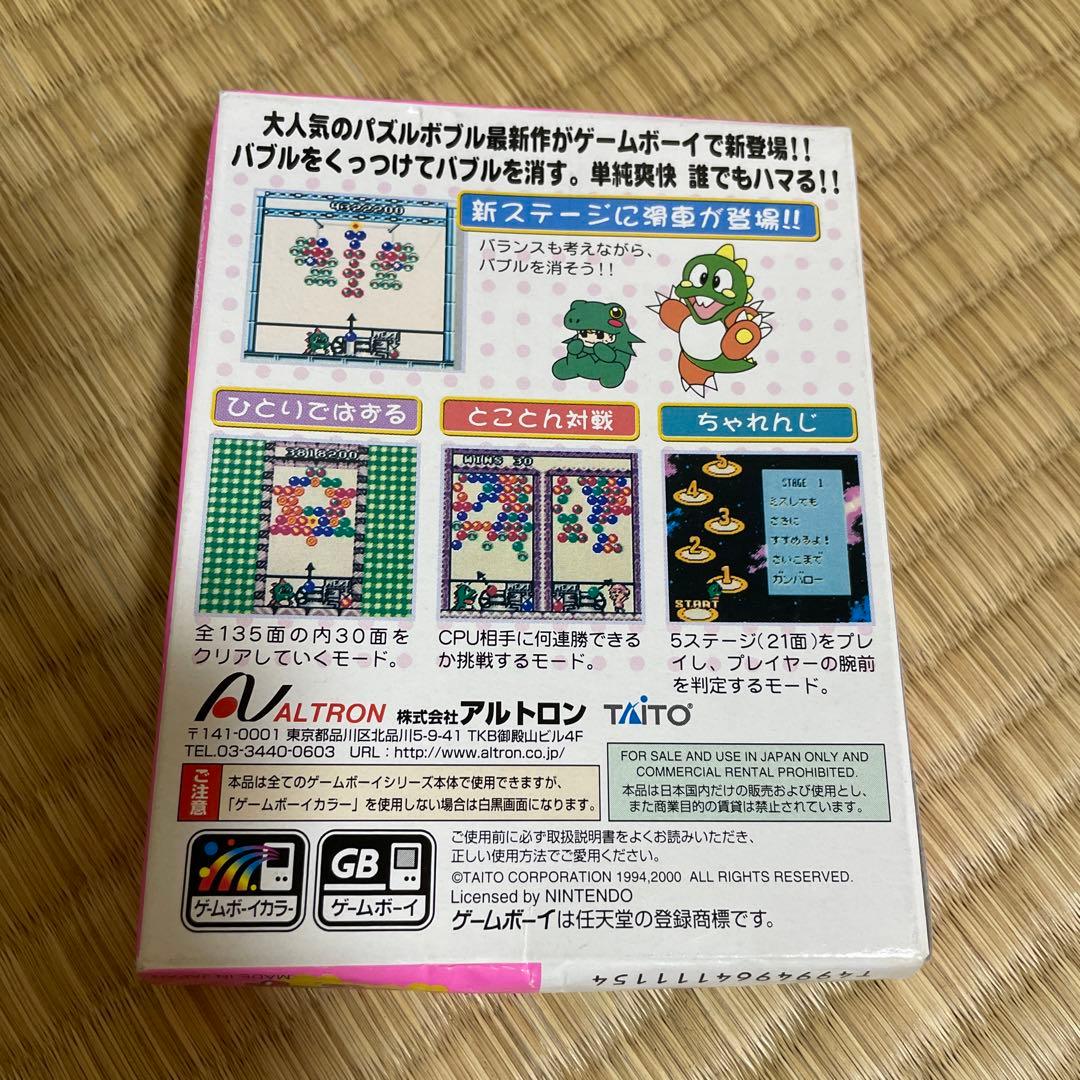 大人気のパズルボブル最新作がゲームボーイで新登場!!
バブルをくっつけてバブルを消す。単純爽快 誰でもハマる!!
新ステージに滑車が登場!!
バランスも考えながら、
バブルを消そう!!
ひとりでぱずる
とことん対戦
ちゃれんじ
3818200
WINS 30
STAGE 1
ミスしても
さきに
すすめるよ!
さいごまで
ガンバロー
5
4
3
2
1
START
全135面の内30面を
クリアしていくモード。
CPU相手に何連勝できる
か挑戦するモード。
5ステージ(21面)をプレ
イし、プレイヤーの腕前
を判定するモード。
ALTRON 株式会社アルトロン TAITO
〒141-0001 東京都品川区北品川5-9-41 TKB御殿山ビル4F
TEL.03-3440-0603 URL:http://www.altron.co.jp/
ご注意
本品は全てのゲームボーイシリーズ本体で使用できますが、
「ゲームボーイカラー」を使用しない場合は白黒画面になります。
FOR SALE AND USE IN JAPAN ONLY AND
COMMERCIAL RENTAL PROHIBITED.
本品は日本国内だけの販売および使用とし、
また商業目的の賃貸は禁止されています。
ゲームボーイカラー
GB
ゲームボーイ
ご使用前に必ず取扱説明書をよくお読みいただき、
正しい使用方法でご愛用ください。
©TAITO CORPORATION 1994,2000 ALL RIGHTS RESERVED.
Licensed by NINTENDO
ゲームボーイは任天堂の登録商標です。
MADE IN JAPAN
T4994964111154